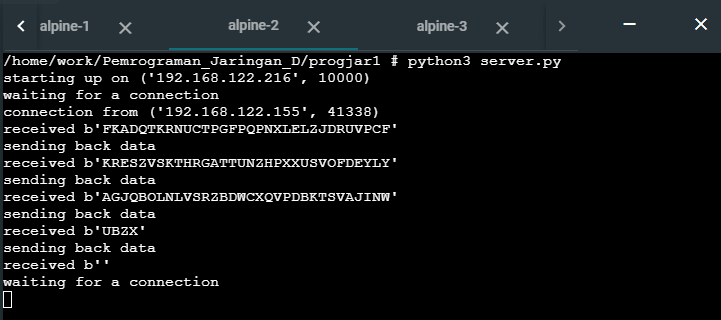 alpine-1 alpine-2 alpine-3
/home/work/Pemrograman_Jaringan_D/progjar1 # python3 server.py
starting up on ('192.168.122.216', 10000)
waiting for a connection
connection from ('192.168.122.155', 41338)
received b'FKADQTKRNUCTPGFPQPNXLELZJDRUVPCF'
sending back data
received b'KRESZVSKTHRGATTUNZHPXXUSVOFDEYLY'
sending back data
received b'AGJQBOLNLVSRZBDWCXQVPDBKTSVAJINW'
sending back data
received b'UBZX'
sending back data
received b''
waiting for a connection